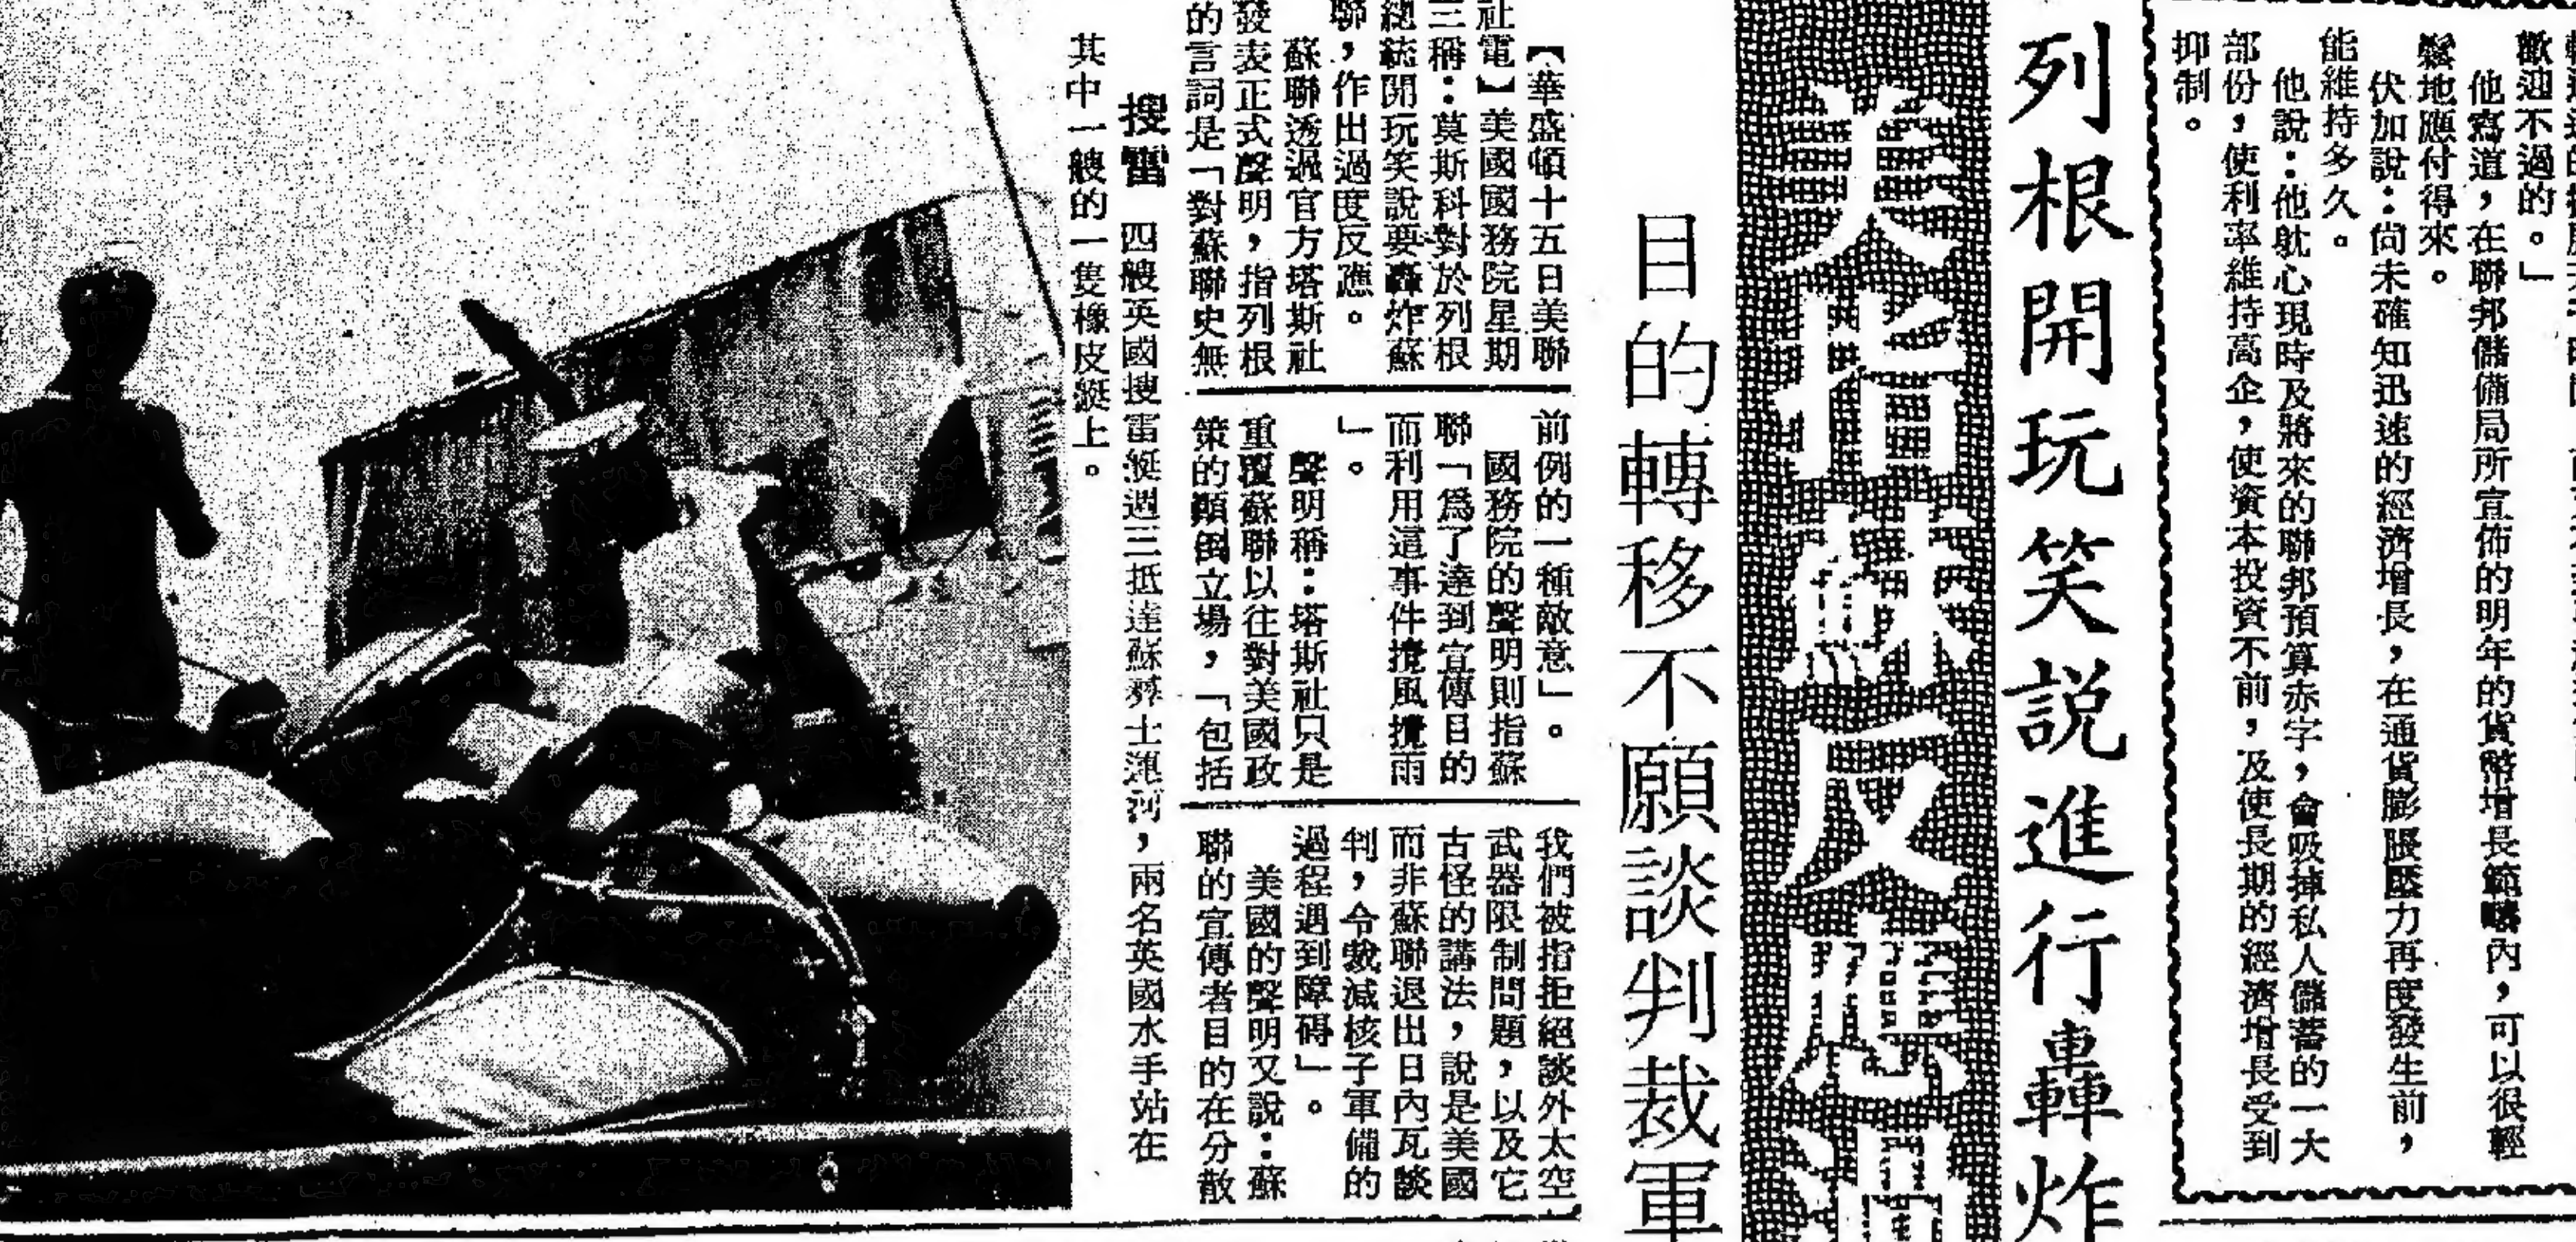 歡迎不過的。」
他寫道，在聯邦儲備局所宣佈的明年的貨幣增長範疇內，可以很輕
鬆地應付得來。
伏加說：尚未確知迅速的經濟增長，在通貨膨脹壓力再度發生前，
能維持多久。
他說：他躭心現時及將來的聯邦預算赤字，會吸掉私人儲蓄的一大
部份，使利率維持高企，使資本投資不前，及使長期的經濟增長受到
抑制。
列根開玩笑說進行轟炸
美指蘇反應過
目的轉移不願談判裁軍
【華盛頓十五日美聯
社電】美國國務院星期
三稱：莫斯科對於列根
總統開玩笑說要轟炸蘇
聯，作出過度反應。
蘇聯透過官方塔斯社
發表正式聲明，指列根
的言詞是「對蘇聯史無
前例的一種敵意」。
國務院的聲明則指蘇
聯「爲了達到宣傳目的
而利用這事件攪風攪雨
」。
聲明稱：塔斯社只是
重覆蘇聯以往對美國政
策的顛倒立場，「包括
我們被指拒絕談外太空
武器限制問題，以及它
古怪的講法，說是美國
而非蘇聯退出日內瓦談
判，令裁減核子軍備的
過程遇到障碍」。
美國的聲明又說：蘇
聯的宣傳者目的在分散
搜雷 四艘英國搜雷艇週三抵達蘇彝士運河，兩名英國水手站在
其中一艘的一隻橡皮艇上。